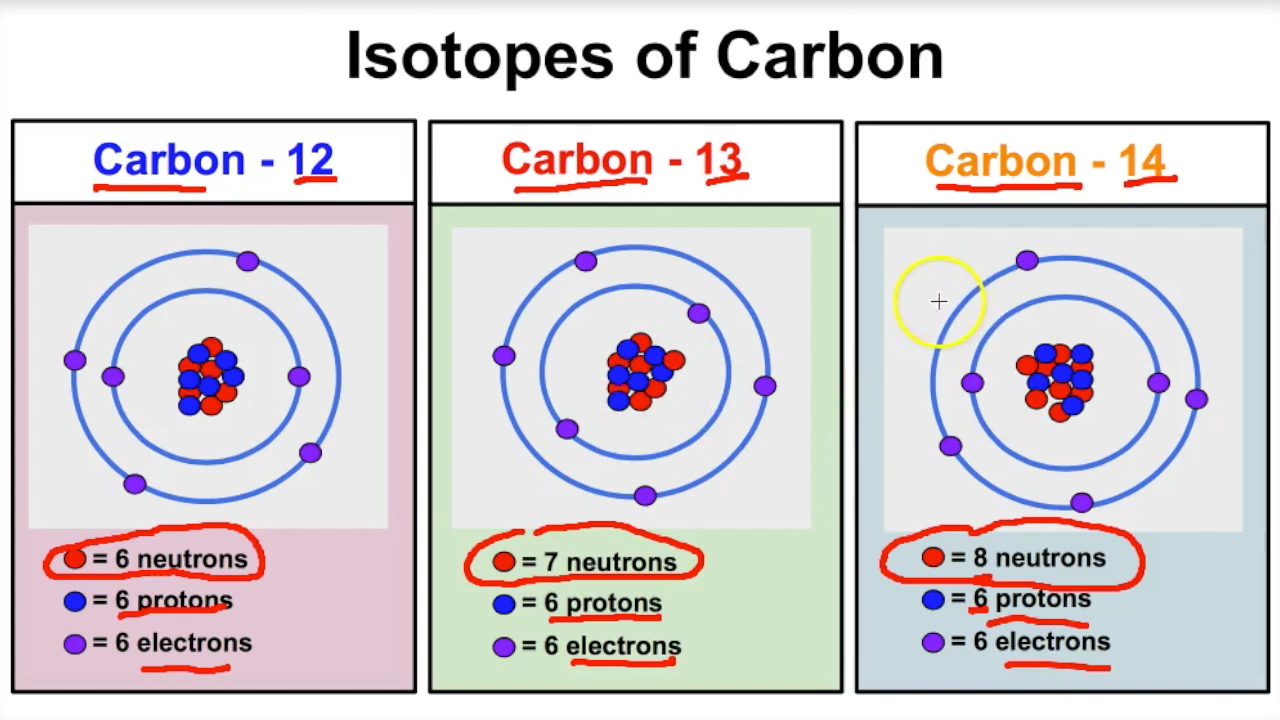 Isotopes of Carbon
Carbon - 12
= 6 neutrons
= 6 protons
= 6 electrons
Carbon - 13
= 7 neutrons
= 6 protons
= 6 electrons
Carbon - 14
= 8 neutrons
= 6 protons
= 6 electrons